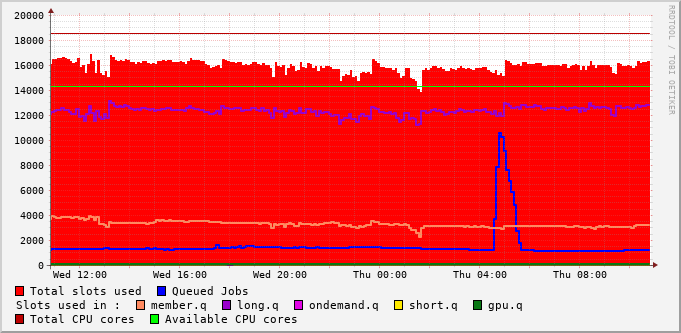 RRDTOOL / TOBI OETIKER
20000
18000
16000
14000
12000
10000
8000
6000
4000
2000
0
Wed 12:00 Wed 16:00 Wed 20:00 Thu 00:00 Thu 04:00 Thu 08:00
Total slots used Queued Jobs
Slots used in : member.q long.q ondemand.q short.q gpu.q
Total CPU cores Available CPU cores